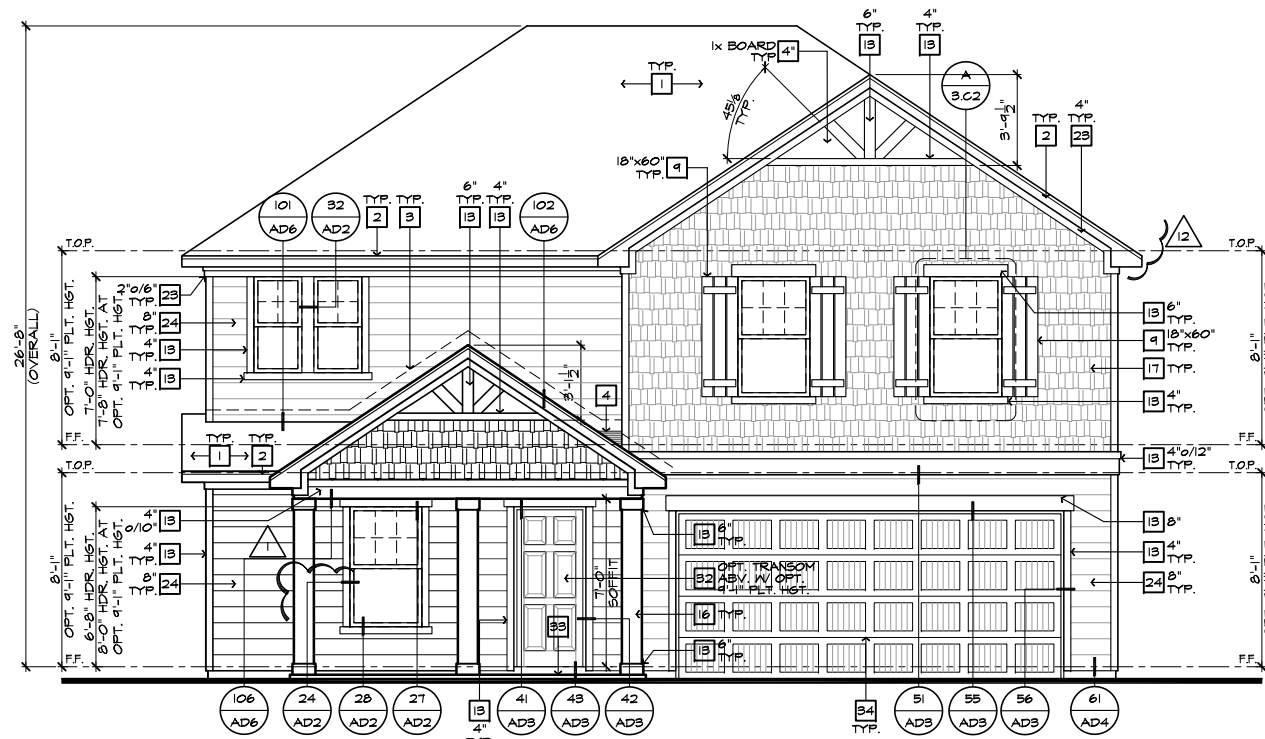 6"
TYP.
13
4"
TYP.
13
1x BOARD
TYP
4"
TYP.
1
A
3.C2
45 1/8
TYP.
3'-9 1/2"
TYP.
2
4"
TYP.
23
18"x60"
TYP.
9
101
AD6
32
AD2
TYP.
2
TYP.
3
6"
TYP.
13
4"
TYP.
13
102
AD6
12
T.O.P.
T.O.P
26'-8"
(OVERALL)
8'-1"
OPT. 9'-1" PLT. HGT.
7'-0" HDR. HGT.
7'-8" HDR. HGT. AT
OPT. 9'-1" PLT HGT.
2"o/6"
TYP.
23
8"
TYP.
24
4"
TYP.
13
4"
TYP.
13
3'-1 1/2"
4
13
6"
TYP.
9
18"x60"
TYP.
17
TYP.
13
4"
TYP.
8'-1"
F.F.
F.F
TYP.
1
TYP.
2
13
4"o/12"
TYP.
T.O.P.
T.O.P
8'-1"
OPT. 9'-1" PLT. HGT.
6'-8" HDR. HGT.
8'-0" HDR. HGT. AT
OPT. 9'-1" PLT. HGT.
4"
o/10"
13
4"
TYP.
13
8"
TYP.
24
1
7'-0"
SOFFIT
33
13
6"
TYP.
32
OPT. TRANSOM
ABV. W/ OPT.
9'-1" PLT. HGT.
16
TYP.
13
6"
TYP.
13
8"
13
4"
TYP.
24
8"
TYP.
8'-1"
F.F.
F.F
106
AD6
24
AD2
28
AD2
27
AD2
13
4"
TYP.
41
AD3
43
AD3
42
AD3
34
TYP.
51
AD3
55
AD3
56
AD3
61
AD4